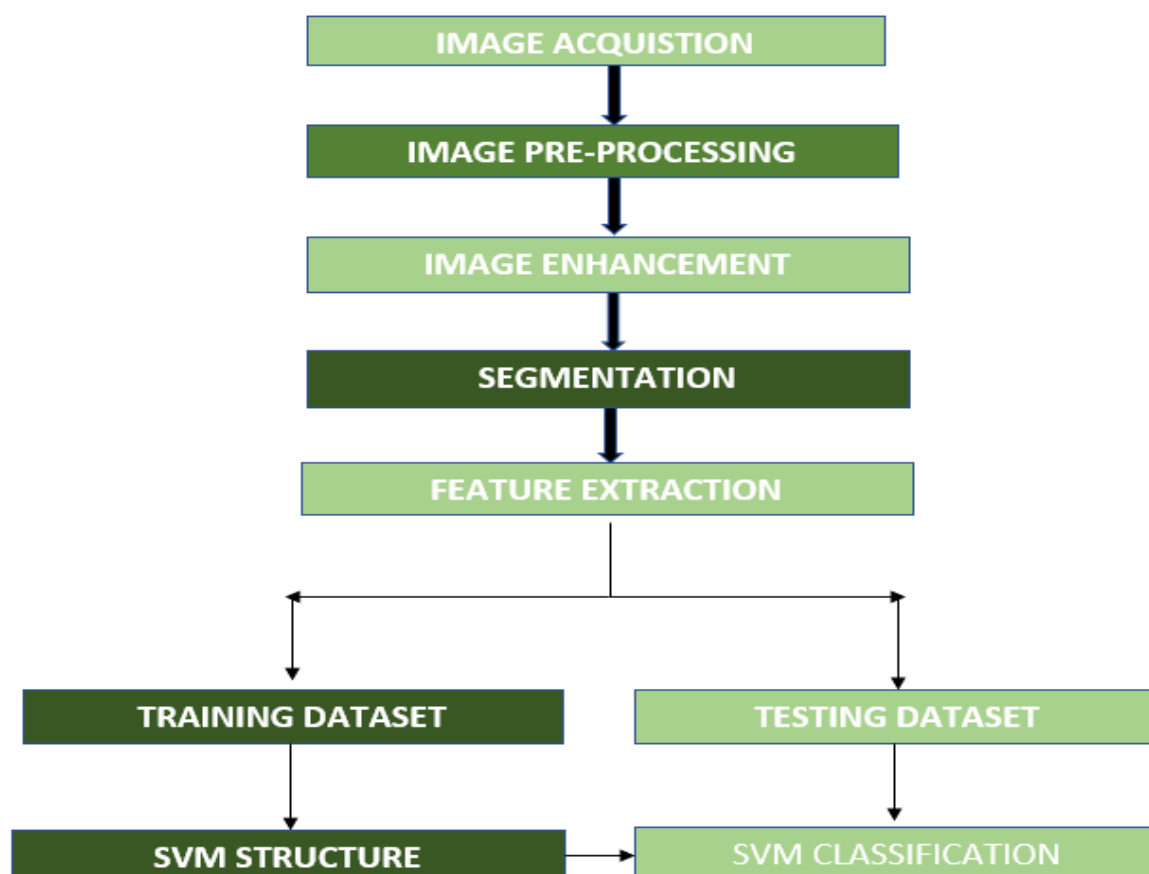 IMAGE ACQUISTION
IMAGE PRE-PROCESSING
IMAGE ENHANCEMENT
SEGMENTATION
FEATURE EXTRACTION
TRAINING DATASET
TESTING DATASET
SVM STRUCTURE
SVM CLASSIFICATION